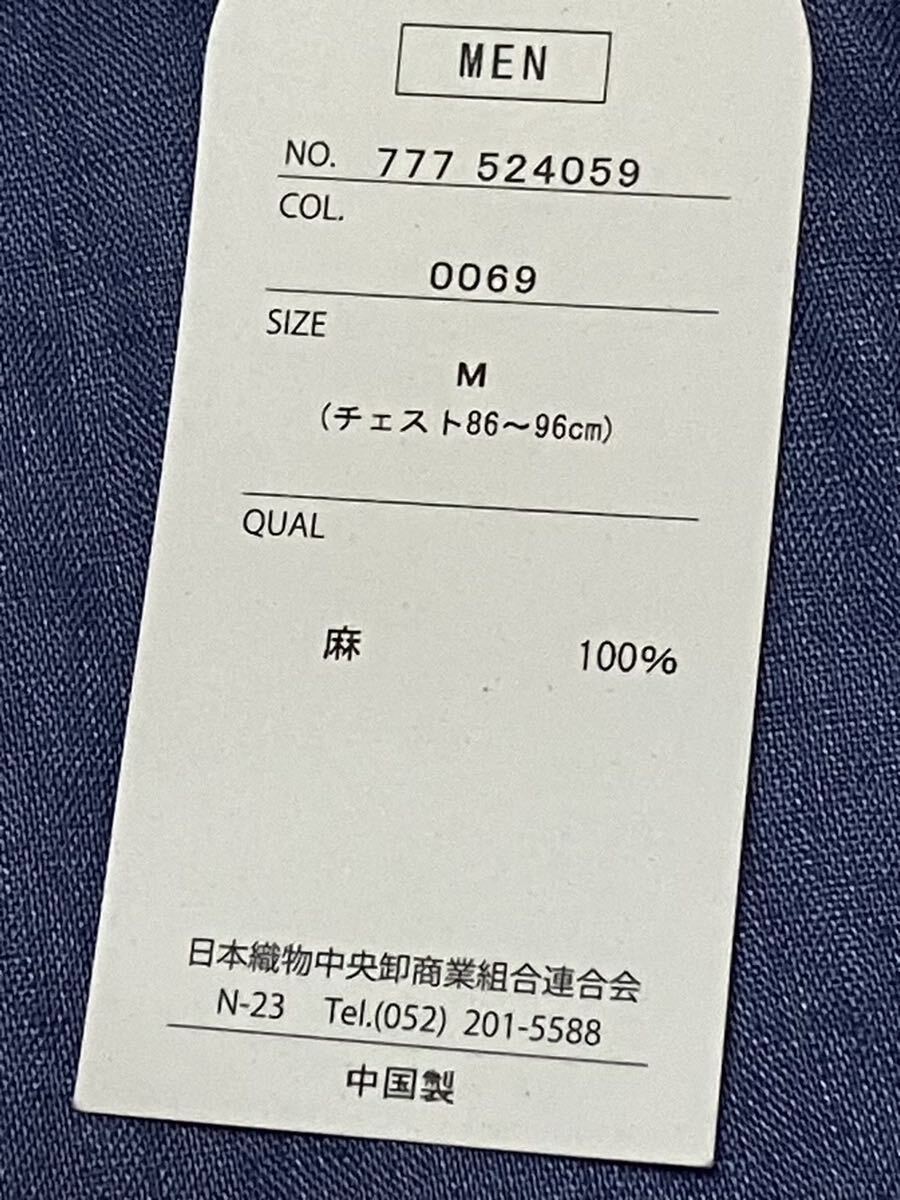 MEN
NO. 777 524059
COL.
0069
SIZE
M
(チェスト86～96cm)
QUAL
麻 100%
日本織物中央卸商業組合連合会
N-23 Tel.(052) 201-5588
中国製